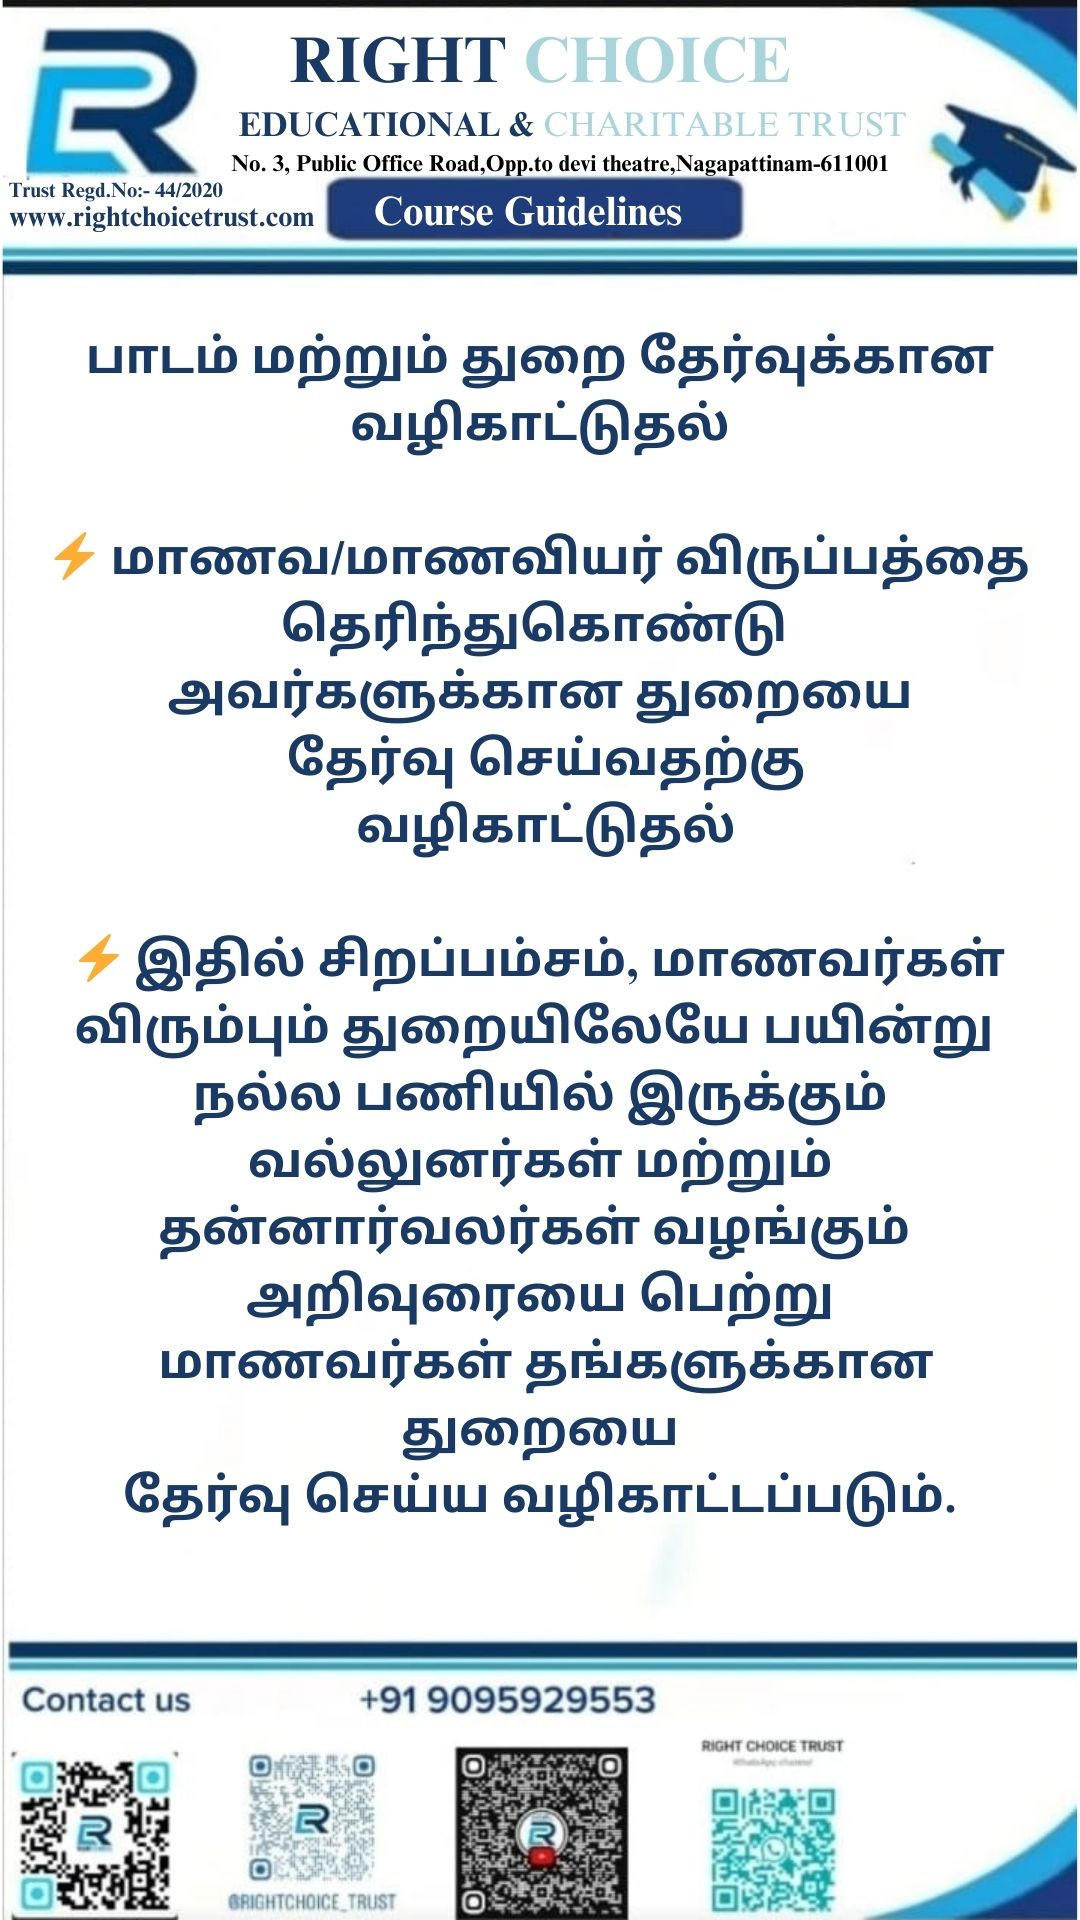 RIGHT CHOICE
EDUCATIONAL & CHARITABLE TRUST
No. 3, Public Office Road,Opp.to devi theatre,Nagapattinam-611001
Trust Regd.No:- 44/2020
www.rightchoicetrust.com
Course Guidelines
பாடம் மற்றும் துறை தேர்வுக்கான
வழிகாட்டுதல்
⚡ மாணவ/மாணவியர் விருப்பத்தை
தெரிந்துகொண்டு
அவர்களுக்கான துறையை
தேர்வு செய்வதற்கு
வழிகாட்டுதல்
⚡ இதில் சிறப்பம்சம், மாணவர்கள்
விரும்பும் துறையிலேயே பயின்று
நல்ல பணியில் இருக்கும்
வல்லுனர்கள் மற்றும்
தன்னார்வலர்கள் வழங்கும்
அறிவுரையை பெற்று
மாணவர்கள் தங்களுக்கான
துறையை
தேர்வு செய்ய வழிகாட்டப்படும்.
Contact us +91 9095929553
RIGHT CHOICE TRUST
WhatsApp channel
@RIGHTCHOICE_TRUST